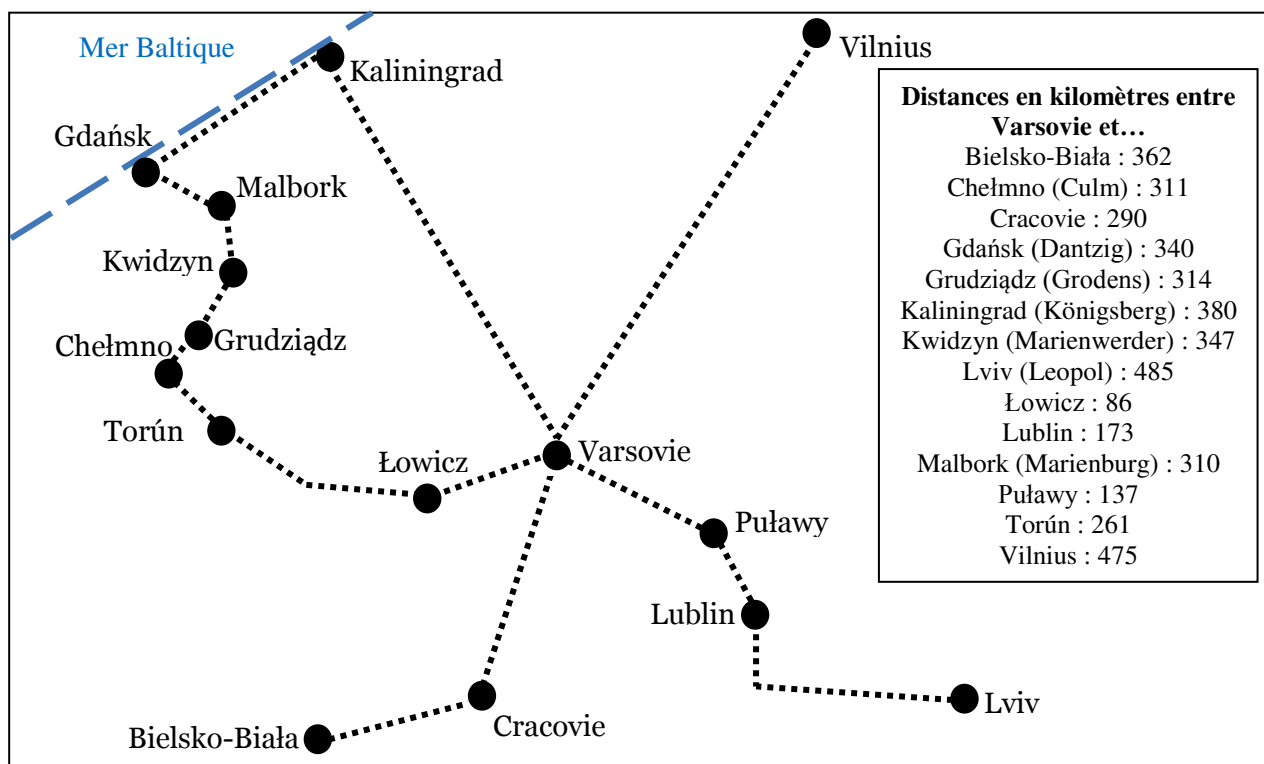 Mer Baltique
Kaliningrad
Vilnius
Gdańsk
Malbork
Kwidzyn
Grudziądz
Chełmno
Torún
Łowicz
Varsovie
Puławy
Lublin
Lviv
Cracovie
Bielsko-Biała
Distances en kilomètres entre
Varsovie et…
Bielsko-Biała : 362
Chełmno (Culm) : 311
Cracovie : 290
Gdańsk (Dantzig) : 340
Grudziądz (Grodens) : 314
Kaliningrad (Königsberg) : 380
Kwidzyn (Marienwerder) : 347
Lviv (Leopol) : 485
Łowicz : 86
Lublin : 173
Malbork (Marienburg) : 310
Puławy : 137
Torún : 261
Vilnius : 475